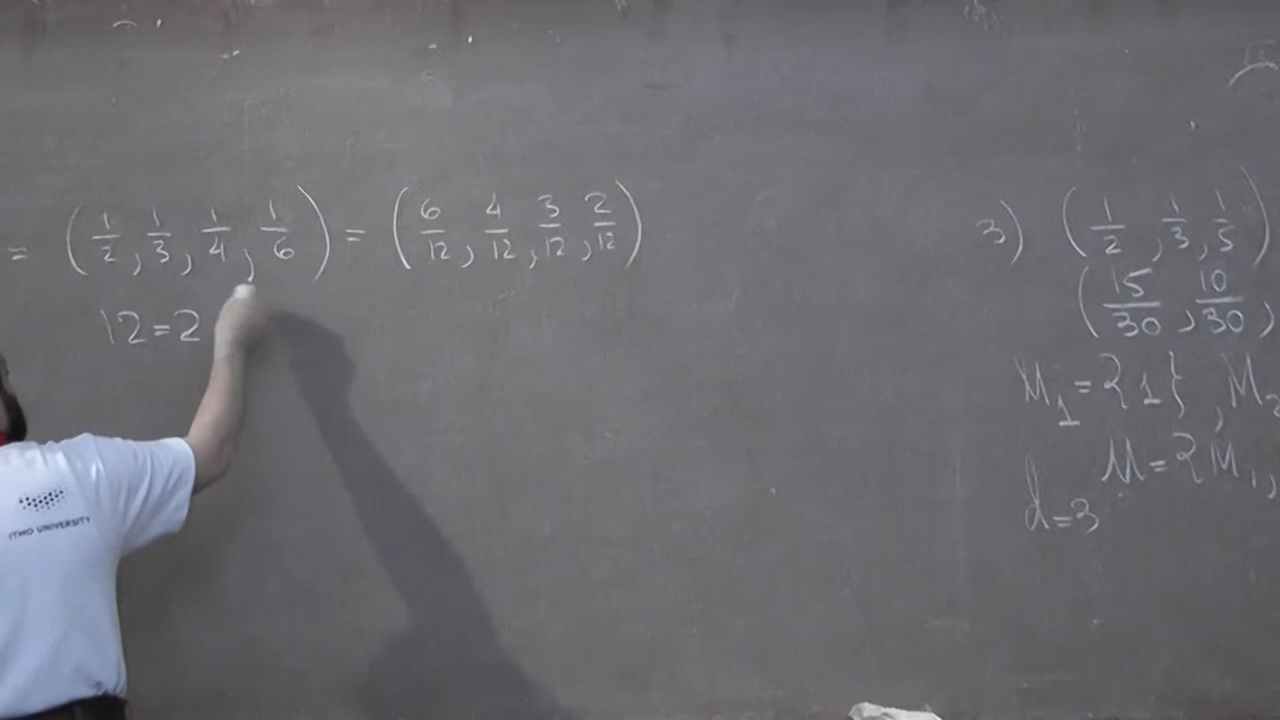 = (1/2, 1/3, 1/4, 1/6) = (6/12, 4/12, 3/12, 2/12)
12=2
3) (1/2, 1/3, 1/5)
(15/30, 10/30,
M₁={1}, M₂
M={M₁,
d=3
ITMO UNIVERSITY